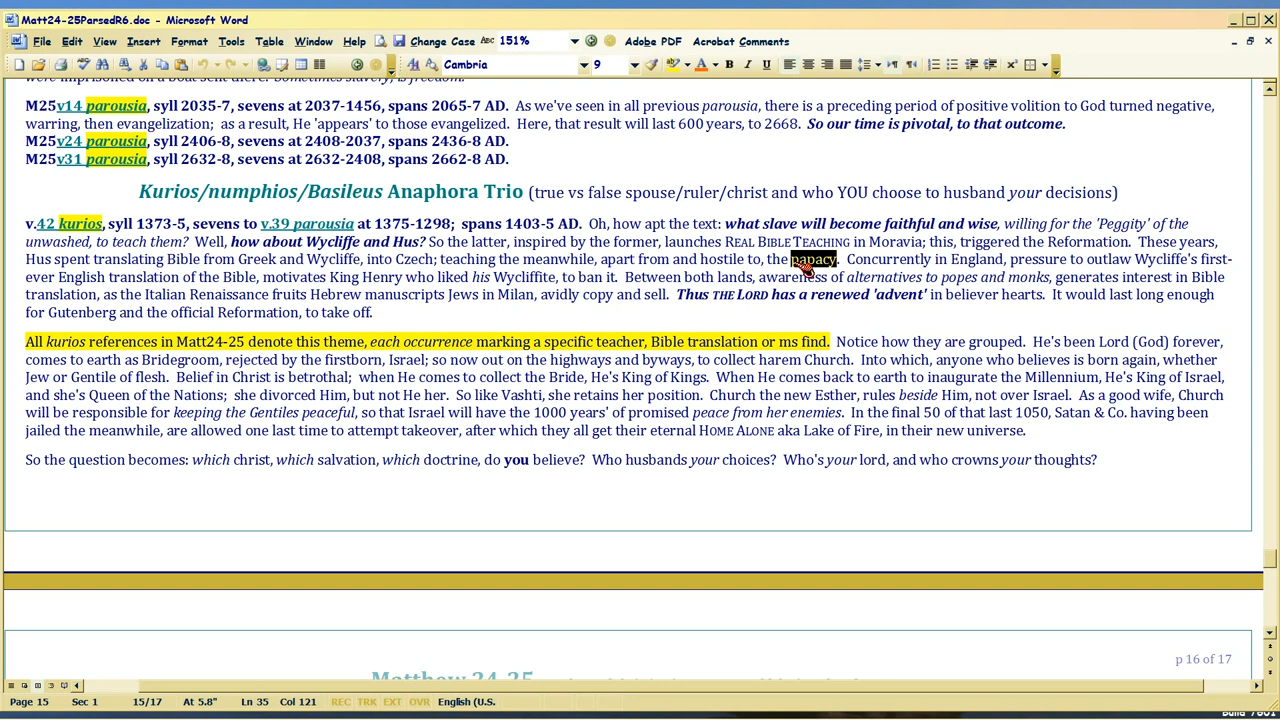 Matt24-25ParsedR6.doc - Microsoft Word
File Edit View Insert Format Tools Table Window Help Change Case ABC 151% Adobe PDF Acrobat Comments
Cambria 9 A B I U
were imprisoned on a boat sent there? Sometimes slavery, is freedom.
M25v14 parousia, syll 2035-7, sevens at 2037-1456, spans 2065-7 AD. As we've seen in all previous parousia, there is a preceding period of positive volition to God turned negative,
warring, then evangelization; as a result, He 'appears' to those evangelized. Here, that result will last 600 years, to 2668. So our time is pivotal, to that outcome.
M25v24 parousia, syll 2406-8, sevens at 2408-2037, spans 2436-8 AD.
M25v31 parousia, syll 2632-8, sevens at 2632-2408, spans 2662-8 AD.
Kurios/numphios/Basileus Anaphora Trio (true vs false spouse/ruler/christ and who YOU choose to husband your decisions)
v.42 kurios, syll 1373-5, sevens to v.39 parousia at 1375-1298; spans 1403-5 AD. Oh, how apt the text: what slave will become faithful and wise, willing for the 'Peggity' of the
unwashed, to teach them? Well, how about Wycliffe and Hus? So the latter, inspired by the former, launches REAL BIBLE TEACHING in Moravia; this, triggered the Reformation. These years,
Hus spent translating Bible from Greek and Wycliffe, into Czech; teaching the meanwhile, apart from and hostile to, the papacy. Concurrently in England, pressure to outlaw Wycliffe's first-
ever English translation of the Bible, motivates King Henry who liked his Wycliffite, to ban it. Between both lands, awareness of alternatives to popes and monks, generates interest in Bible
translation, as the Italian Renaissance fruits Hebrew manuscripts Jews in Milan, avidly copy and sell. Thus THE LORD has a renewed 'advent' in believer hearts. It would last long enough
for Gutenberg and the official Reformation, to take off.
All kurios references in Matt24-25 denote this theme, each occurrence marking a specific teacher, Bible translation or ms find. Notice how they are grouped. He's been Lord (God) forever,
comes to earth as Bridegroom, rejected by the firstborn, Israel; so now out on the highways and byways, to collect harem Church. Into which, anyone who believes is born again, whether
Jew or Gentile of flesh. Belief in Christ is betrothal; when He comes to collect the Bride, He's King of Kings. When He comes back to earth to inaugurate the Millennium, He's King of Israel,
and she's Queen of the Nations; she divorced Him, but not He her. So like Vashti, she retains her position. Church the new Esther, rules beside Him, not over Israel. As a good wife, Church
will be responsible for keeping the Gentiles peaceful, so that Israel will have the 1000 years' of promised peace from her enemies. In the final 50 of that last 1050, Satan & Co. having been
jailed the meanwhile, are allowed one last time to attempt takeover, after which they all get their eternal HOME ALONE aka Lake of Fire, in their new universe.
So the question becomes: which christ, which salvation, which doctrine, do you believe? Who husbands your choices? Who's your lord, and who crowns your thoughts?
p 16 of 17
Matthew 24-25
Page 15 Sec 1 15/17 At 5.8" Ln 35 Col 121 REC TRK EXT OVR English (U.S.
Build 7601